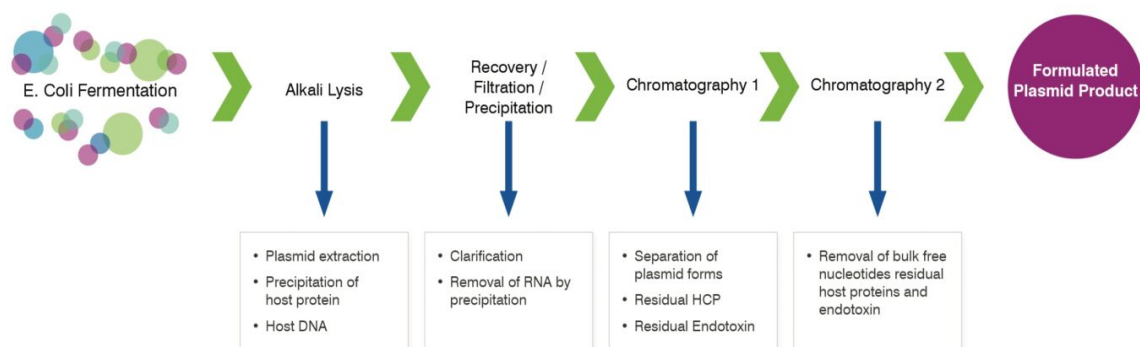 E. Coli Fermentation
Alkali Lysis
Recovery /
Filtration /
Precipitation
Chromatography 1
Chromatography 2
Formulated
Plasmid Product
• Plasmid extraction
• Precipitation of
host protein
• Host DNA
• Clarification
• Removal of RNA by
precipitation
• Separation of
plasmid forms
• Residual HCP
• Residual Endotoxin
• Removal of bulk free
nucleotides residual
host proteins and
endotoxin